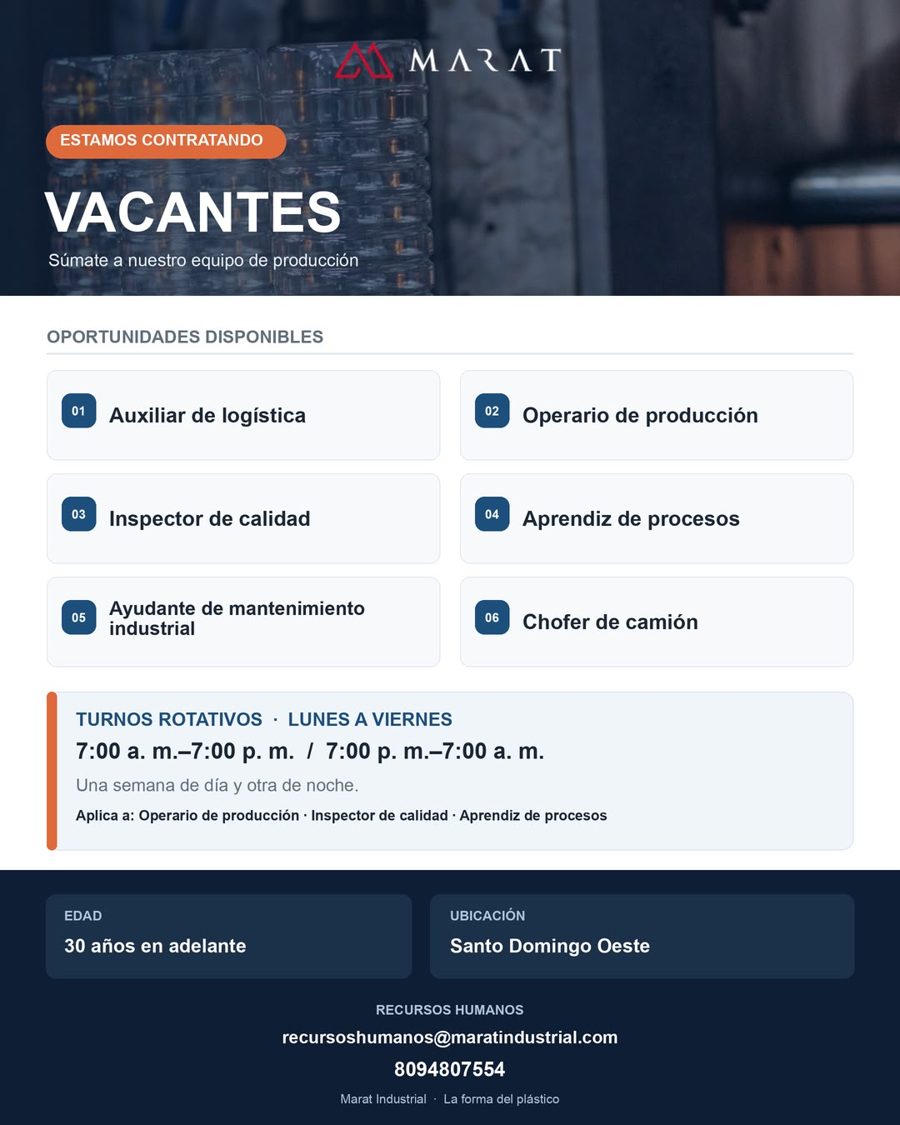 MARAT
ESTAMOS CONTRATANDO
VACANTES
Súmate a nuestro equipo de producción
OPORTUNIDADES DISPONIBLES
01 Auxiliar de logística
02 Operario de producción
03 Inspector de calidad
04 Aprendiz de procesos
05 Ayudante de mantenimiento
industrial
06 Chofer de camión
TURNOS ROTATIVOS · LUNES A VIERNES
7:00 a. m.–7:00 p. m. / 7:00 p. m.–7:00 a. m.
Una semana de día y otra de noche.
Aplica a: Operario de producción · Inspector de calidad · Aprendiz de procesos
EDAD
30 años en adelante
UBICACIÓN
Santo Domingo Oeste
RECURSOS HUMANOS
recursoshumanos@maratindustrial.com
8094807554
Marat Industrial · La forma del plástico